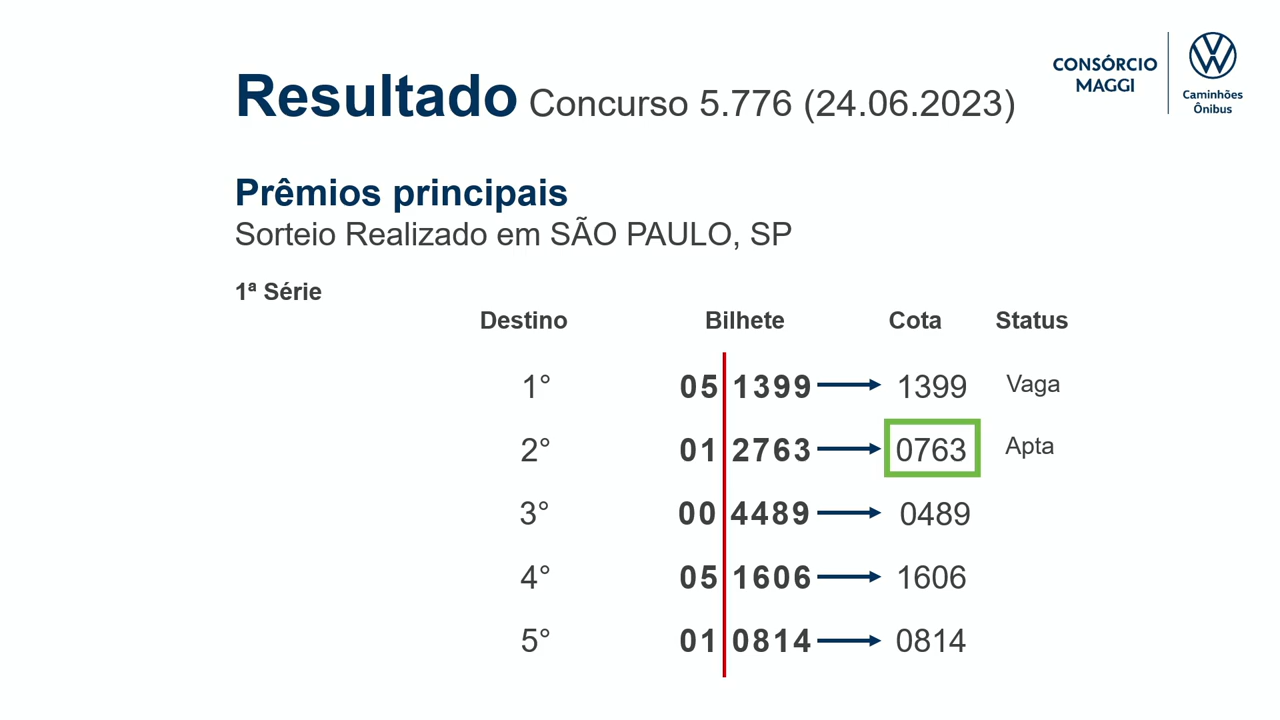 CONSÓRCIO
MAGGI
Caminhões
Ônibus
Resultado Concurso 5.776 (24.06.2023)
Prêmios principais
Sorteio Realizado em SÃO PAULO, SP
1ª Série
Destino Bilhete Cota Status
1° 05 1399 1399 Vaga
2° 01 2763 0763 Apta
3° 00 4489 0489
4° 05 1606 1606
5° 01 0814 0814